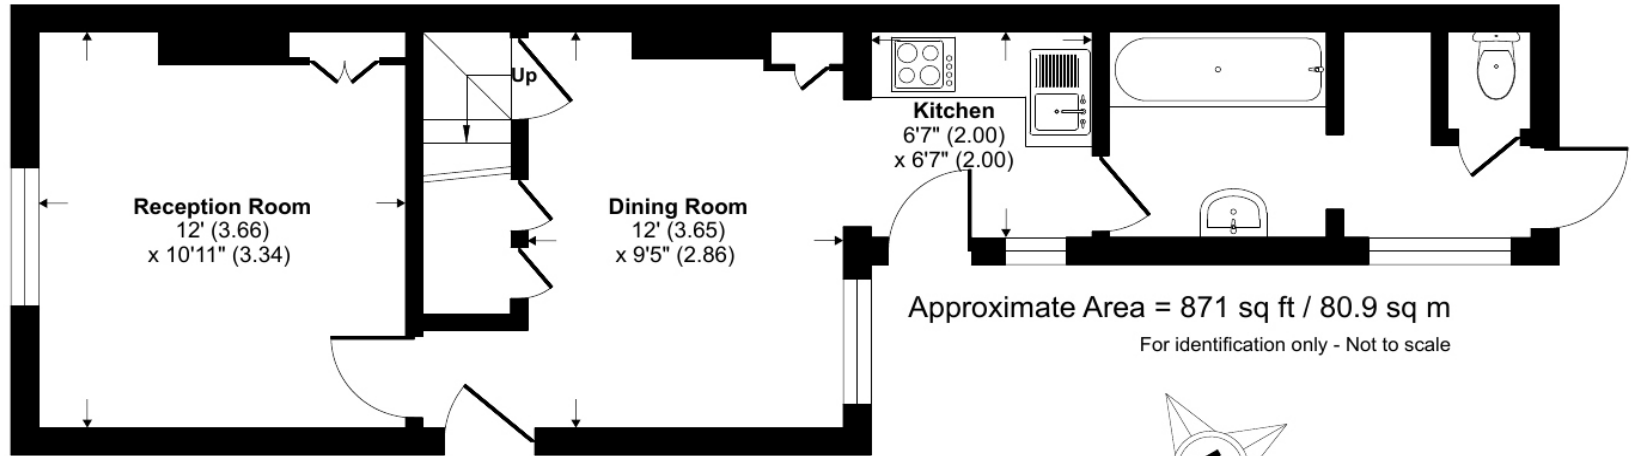 Up
Reception Room
12' (3.66)
x 10'11" (3.34)
Dining Room
12' (3.65)
x 9'5" (2.86)
Kitchen
6'7" (2.00)
x 6'7" (2.00)
Approximate Area = 871 sq ft / 80.9 sq m
For identification only - Not to scale